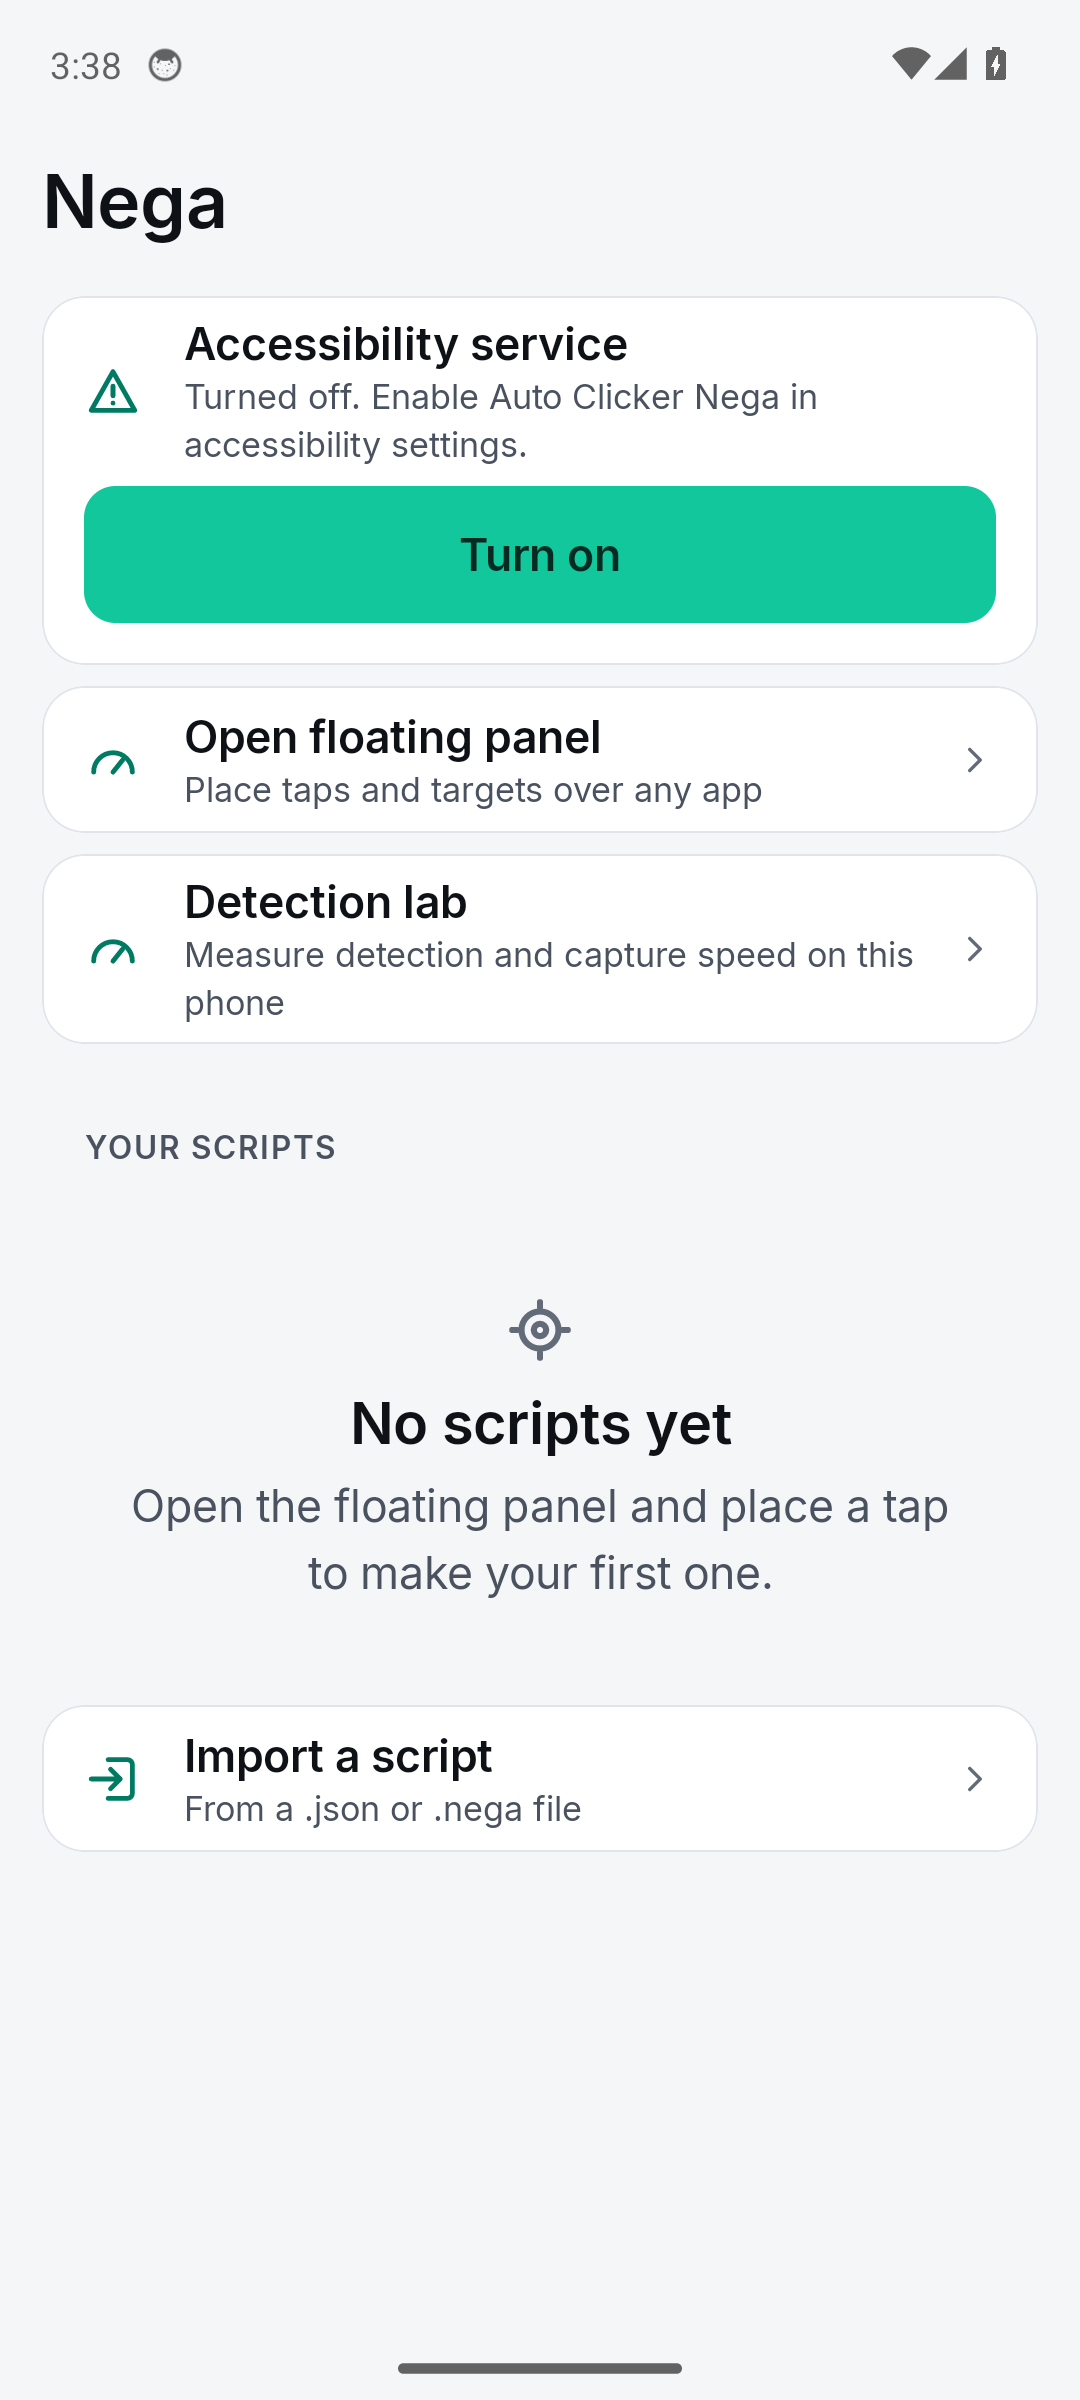 3:38
Nega
Accessibility service
Turned off. Enable Auto Clicker Nega in
accessibility settings.
Turn on
Open floating panel
Place taps and targets over any app
Detection lab
Measure detection and capture speed on this
phone
YOUR SCRIPTS
No scripts yet
Open the floating panel and place a tap
to make your first one.
Import a script
From a .json or .nega file